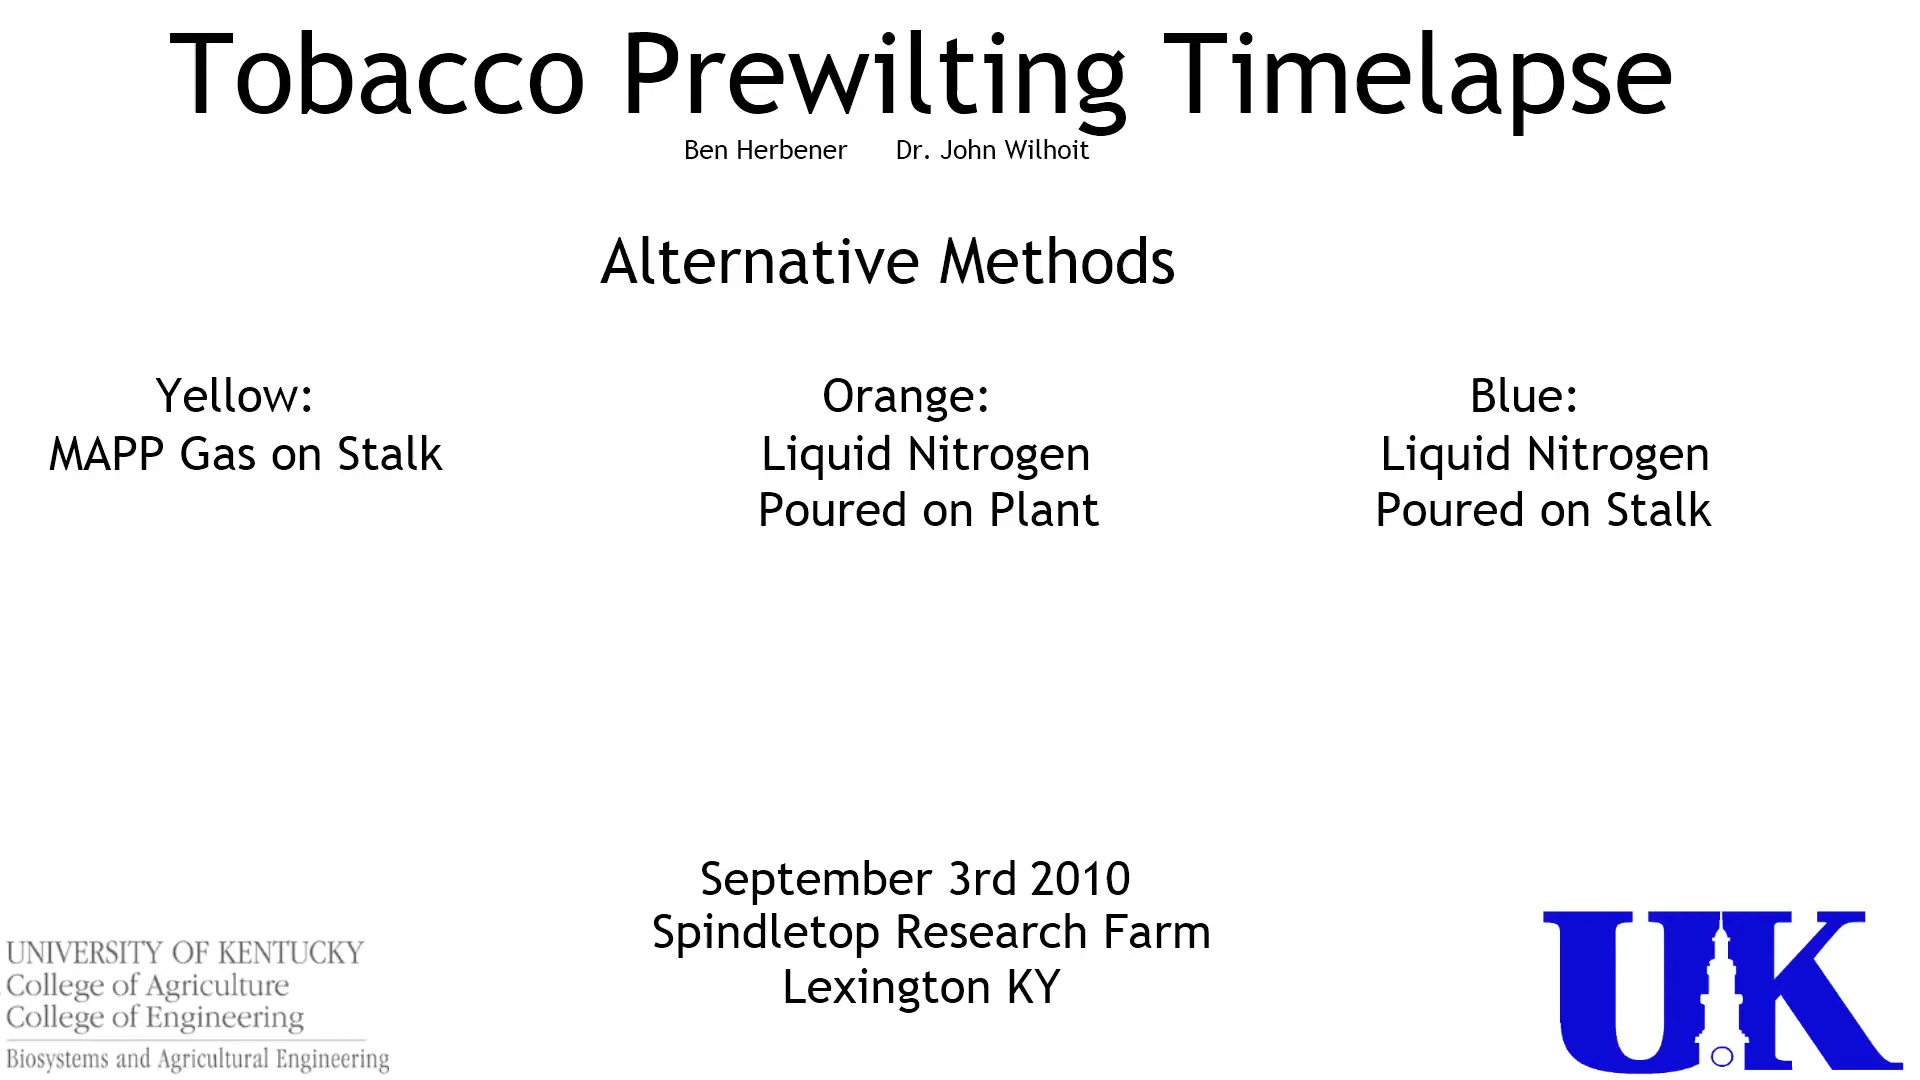 Tobacco Prewilting Timelapse
Ben Herbener Dr. John Wilhoit
Alternative Methods
Yellow:
MAPP Gas on Stalk
Orange:
Liquid Nitrogen
Poured on Plant
Blue:
Liquid Nitrogen
Poured on Stalk
September 3rd 2010
Spindletop Research Farm
Lexington KY
UNIVERSITY OF KENTUCKY
College of Agriculture
College of Engineering
Biosystems and Agricultural Engineering
UK